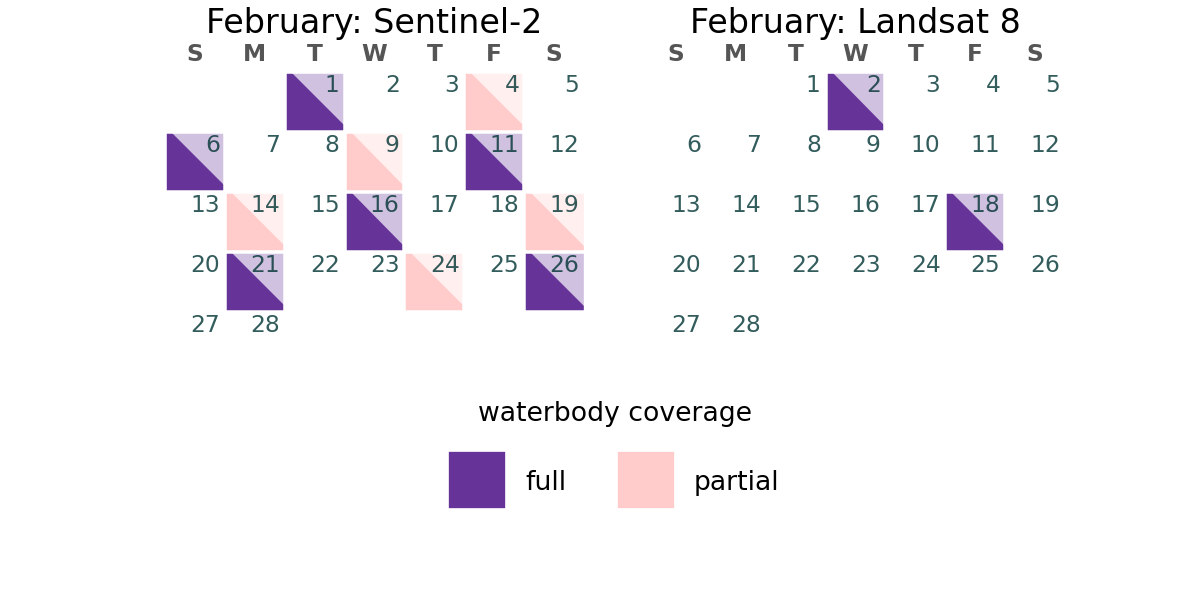 February: Sentinel-2
S M T W T F S
1 2 3 4 5
6 7 8 9 10 11 12
13 14 15 16 17 18 19
20 21 22 23 24 25 26
27 28
February: Landsat 8
S M T W T F S
1 2 3 4 5
6 7 8 9 10 11 12
13 14 15 16 17 18 19
20 21 22 23 24 25 26
27 28
waterbody coverage
full partial